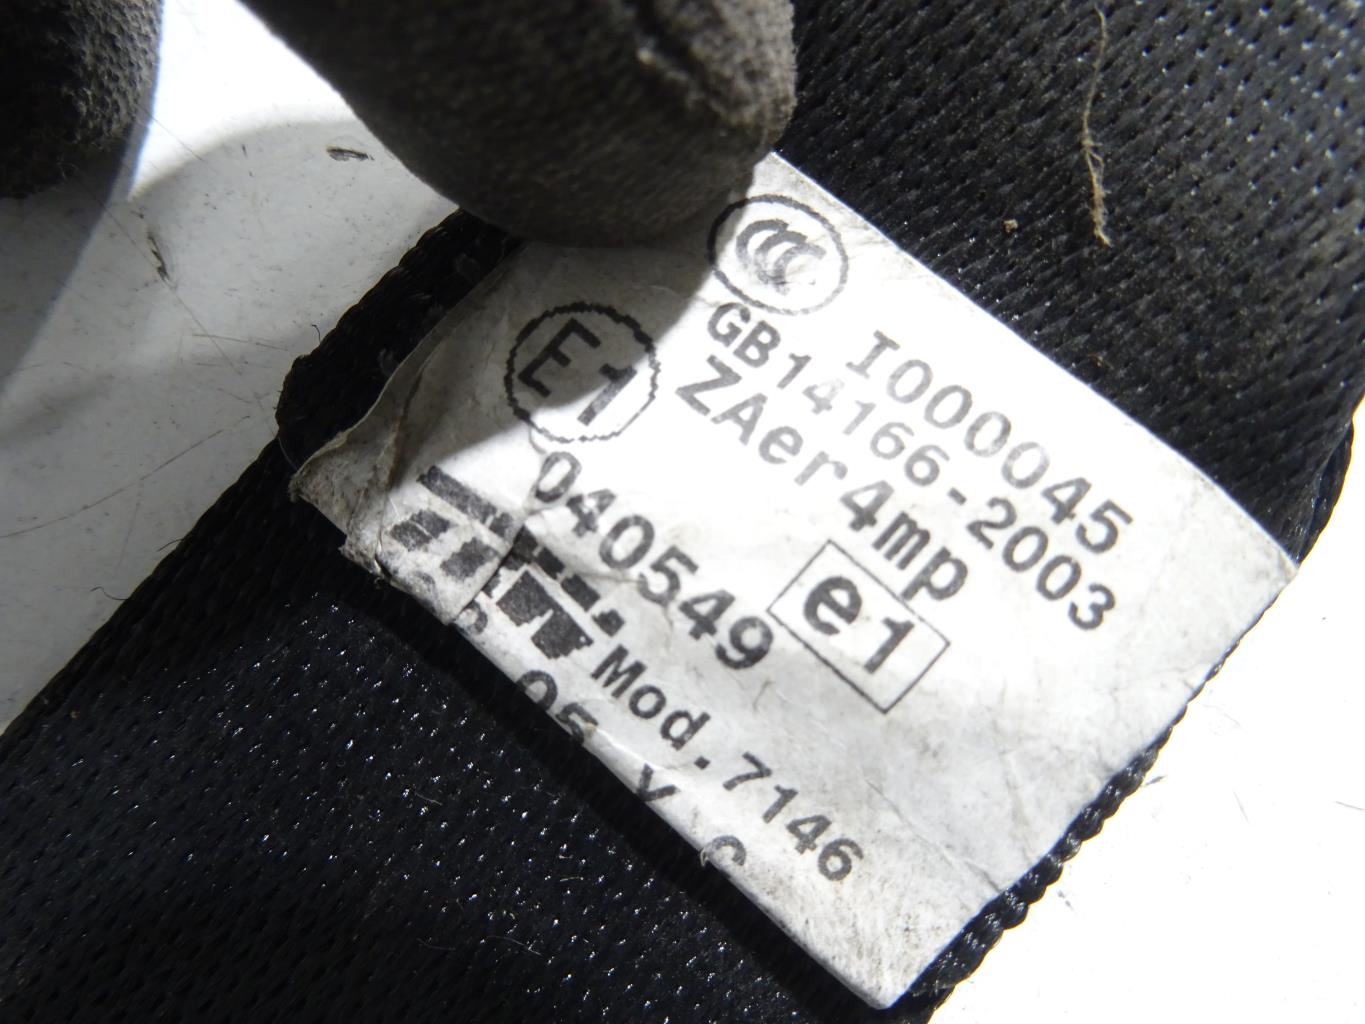 CCC I000045
GB14166-2003
E1 ZAer4mp
040549 e1
Mod.7146